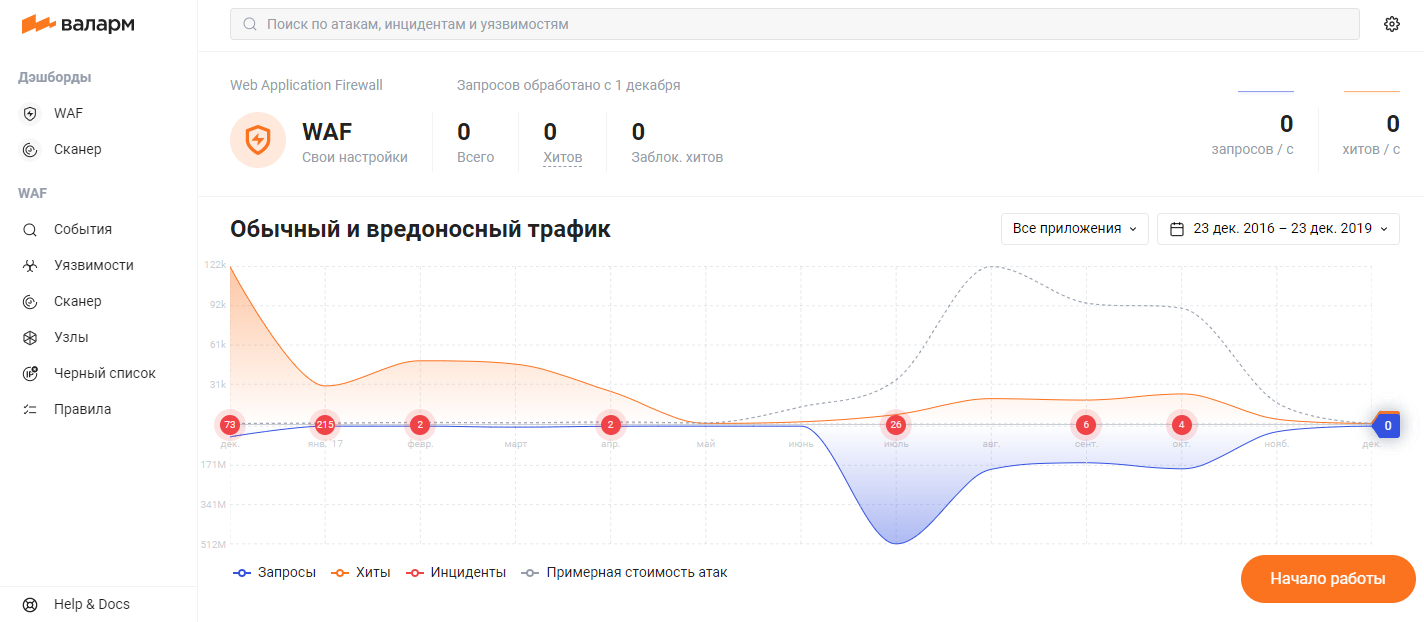 валарм
Поиск по атакам, инцидентам и уязвимостям
Дэшборды
WAF
Сканер
WAF
События
Уязвимости
Сканер
Узлы
Черный список
Правила
Help & Docs
Web Application Firewall
Запросов обработано с 1 декабря
WAF
Свои настройки
0
Всего
0
Хитов
0
Заблок. хитов
0
запросов / с
0
хитов / с
Обычный и вредоносный трафик
Все приложения
23 дек. 2016 – 23 дек. 2019
122k
92k
61k
31k
73 215 2 2 26 6 4 0
дек. янв. '17 февр. март апр. май июнь июль авг. сент. окт. нояб. дек.
171M
341M
512M
Запросы Хиты Инциденты Примерная стоимость атак
Начало работы